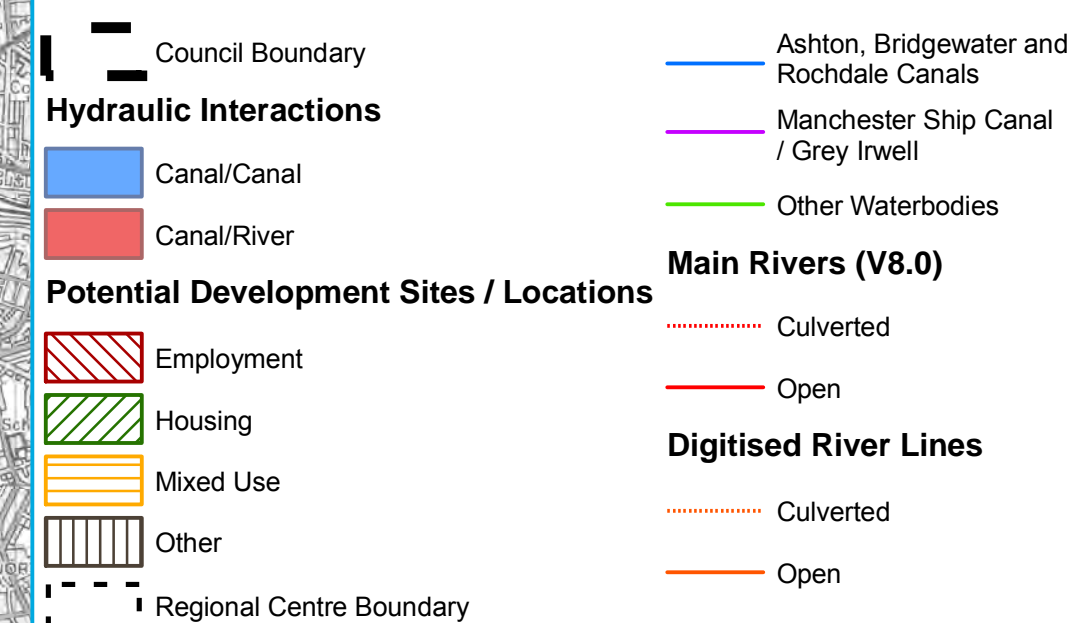 Council Boundary
Hydraulic Interactions
Canal/Canal
Canal/River
Potential Development Sites / Locations
Employment
Housing
Mixed Use
Other
Regional Centre Boundary
Ashton, Bridgewater and
Rochdale Canals
Manchester Ship Canal
/ Grey Irwell
Other Waterbodies
Main Rivers (V8.0)
Culverted
Open
Digitised River Lines
Culverted
Open